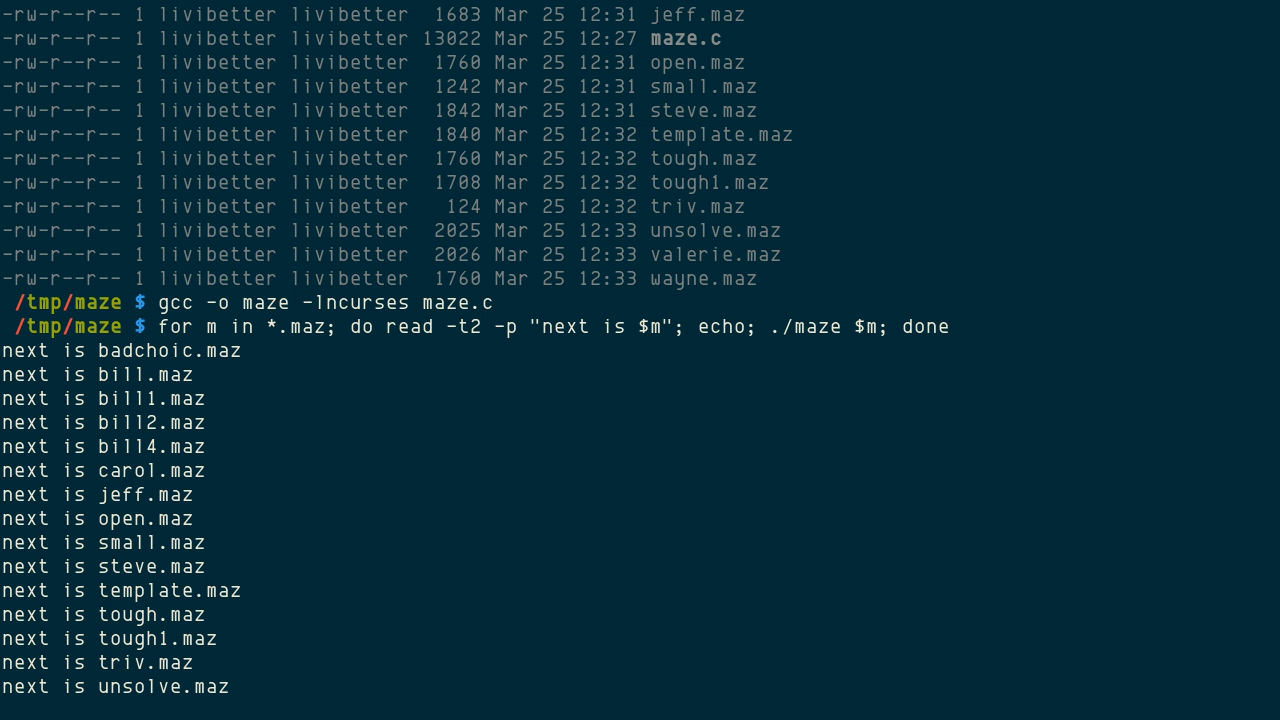 -rw-r--r-- 1 livibetter livibetter  1683 Mar 25 12:31 jeff.maz
-rw-r--r-- 1 livibetter livibetter 13022 Mar 25 12:27 maze.c
-rw-r--r-- 1 livibetter livibetter  1760 Mar 25 12:31 open.maz
-rw-r--r-- 1 livibetter livibetter  1242 Mar 25 12:31 small.maz
-rw-r--r-- 1 livibetter livibetter  1842 Mar 25 12:31 steve.maz
-rw-r--r-- 1 livibetter livibetter  1840 Mar 25 12:32 template.maz
-rw-r--r-- 1 livibetter livibetter  1760 Mar 25 12:32 tough.maz
-rw-r--r-- 1 livibetter livibetter  1708 Mar 25 12:32 tough1.maz
-rw-r--r-- 1 livibetter livibetter   124 Mar 25 12:32 triv.maz
-rw-r--r-- 1 livibetter livibetter  2025 Mar 25 12:33 unsolve.maz
-rw-r--r-- 1 livibetter livibetter  2026 Mar 25 12:33 valerie.maz
-rw-r--r-- 1 livibetter livibetter  1760 Mar 25 12:33 wayne.maz
/tmp/maze $ gcc -o maze -lncurses maze.c
/tmp/maze $ for m in *.maz; do read -t2 -p "next is $m"; echo; ./maze $m; done
next is badchoic.maz
next is bill.maz
next is bill1.maz
next is bill2.maz
next is bill4.maz
next is carol.maz
next is jeff.maz
next is open.maz
next is small.maz
next is steve.maz
next is template.maz
next is tough.maz
next is tough1.maz
next is triv.maz
next is unsolve.maz